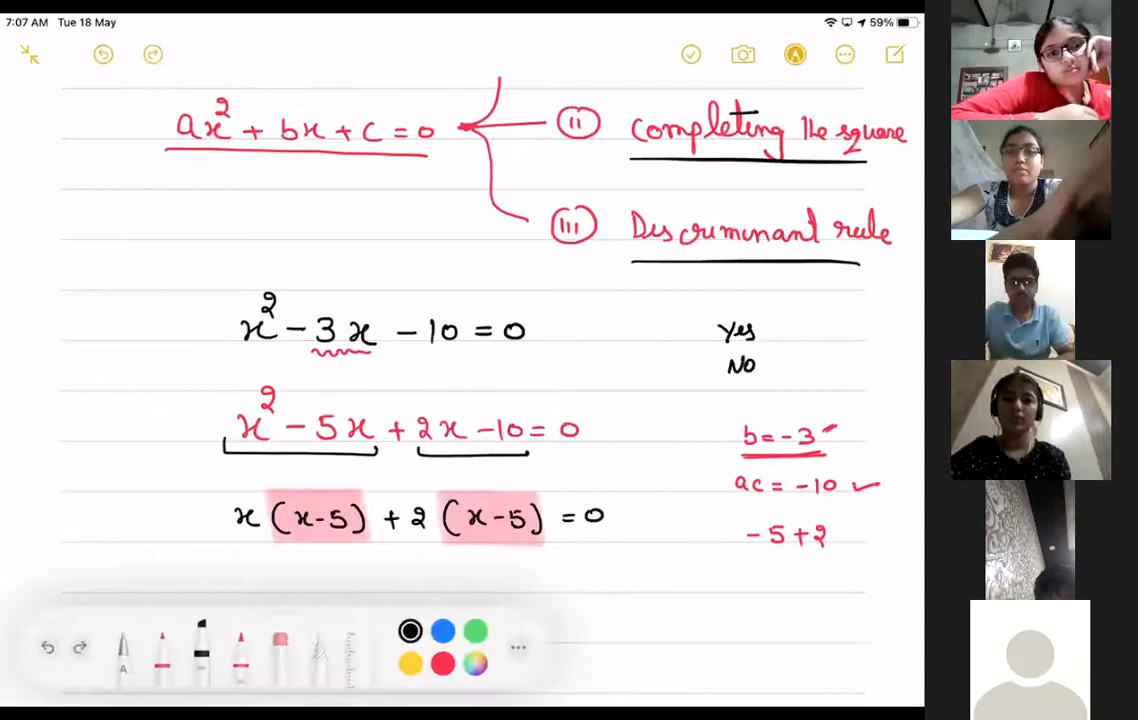 7:07 AM Tue 18 May 59%
ax² + bx + c = 0
(ii) Completing the square
(iii) Discriminant rule
x² - 3x - 10 = 0
Yes
No
x² - 5x + 2x - 10 = 0
b = -3
ac = -10 ✓
x (x-5) + 2 (x-5) = 0
-5+2
A